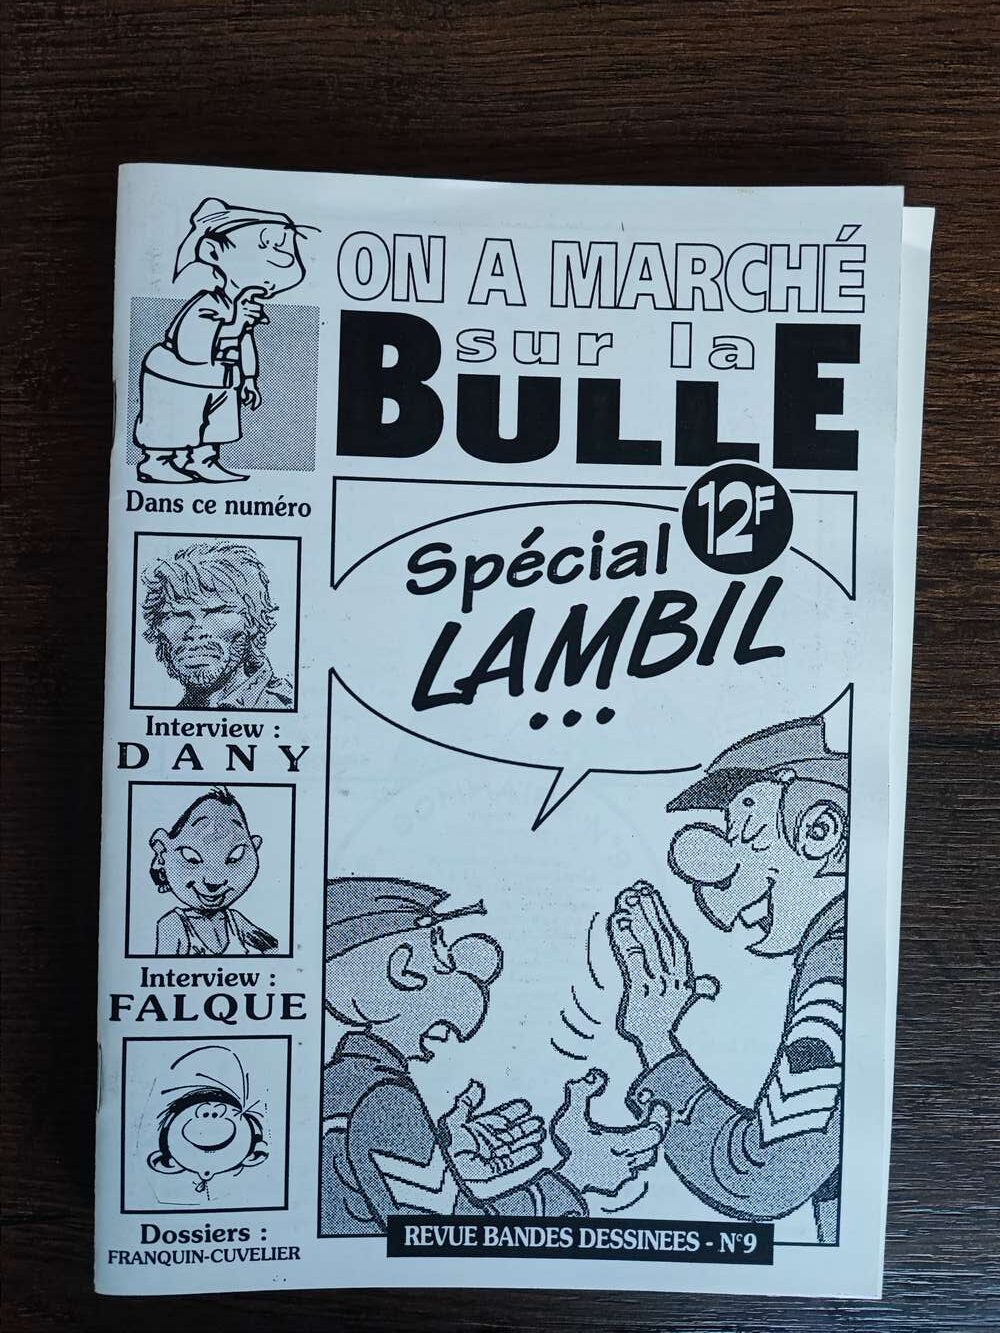 ON A MARCHÉ
sur la
BULLE
12F
Dans ce numéro
Spécial
LAMBIL
...
Interview :
DANY
Interview :
FALQUE
Dossiers :
FRANQUIN-CUVELIER
REVUE BANDES DESSINEES - N°9